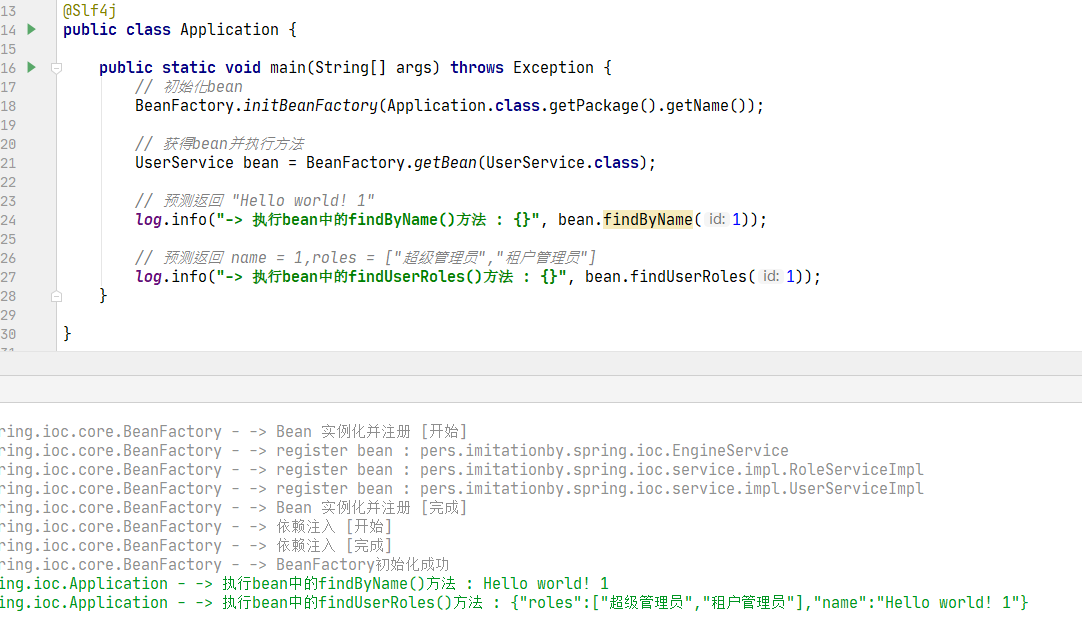 13 @Slf4j
14 public class Application {
15
16 public static void main(String[] args) throws Exception {
17 // 初始化bean
18 BeanFactory.initBeanFactory(Application.class.getPackage().getName());
19
20 // 获得bean并执行方法
21 UserService bean = BeanFactory.getBean(UserService.class);
22
23 // 预测返回 "Hello world! 1"
24 log.info("-> 执行bean中的findByName()方法 : {}", bean.findByName( id: 1));
25
26 // 预测返回 name = 1,roles = ["超级管理员","租户管理员"]
27 log.info("-> 执行bean中的findUserRoles()方法 : {}", bean.findUserRoles( id: 1));
28 }
29
30 }
ring.ioc.core.BeanFactory - -> Bean 实例化并注册 [开始]
ring.ioc.core.BeanFactory - -> register bean : pers.imitationby.spring.ioc.EngineService
ring.ioc.core.BeanFactory - -> register bean : pers.imitationby.spring.ioc.service.impl.RoleServiceImpl
ring.ioc.core.BeanFactory - -> register bean : pers.imitationby.spring.ioc.service.impl.UserServiceImpl
ring.ioc.core.BeanFactory - -> Bean 实例化并注册 [完成]
ring.ioc.core.BeanFactory - -> 依赖注入 [开始]
ring.ioc.core.BeanFactory - -> 依赖注入 [完成]
ring.ioc.core.BeanFactory - -> BeanFactory初始化成功
ing.ioc.Application - -> 执行bean中的findByName()方法 : Hello world! 1
ing.ioc.Application - -> 执行bean中的findUserRoles()方法 : {"roles":["超级管理员","租户管理员"],"name":"Hello world! 1"}